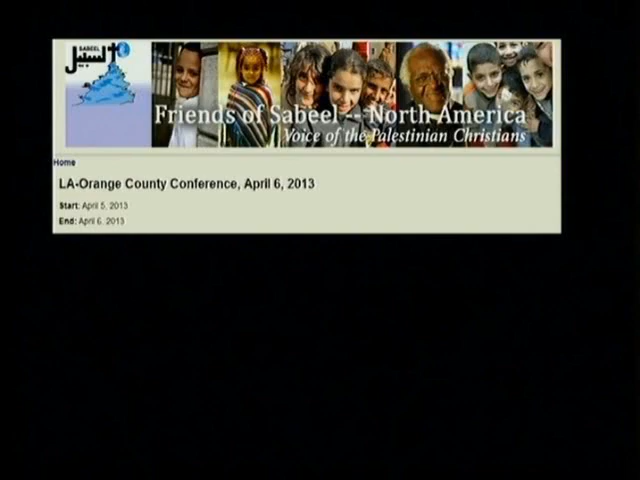 SABEEL
السبيل
Friends of Sabeel -- North America
Voice of the Palestinian Christians
Home
LA-Orange County Conference, April 6, 2013
Start: April 5, 2013
End: April 6, 2013